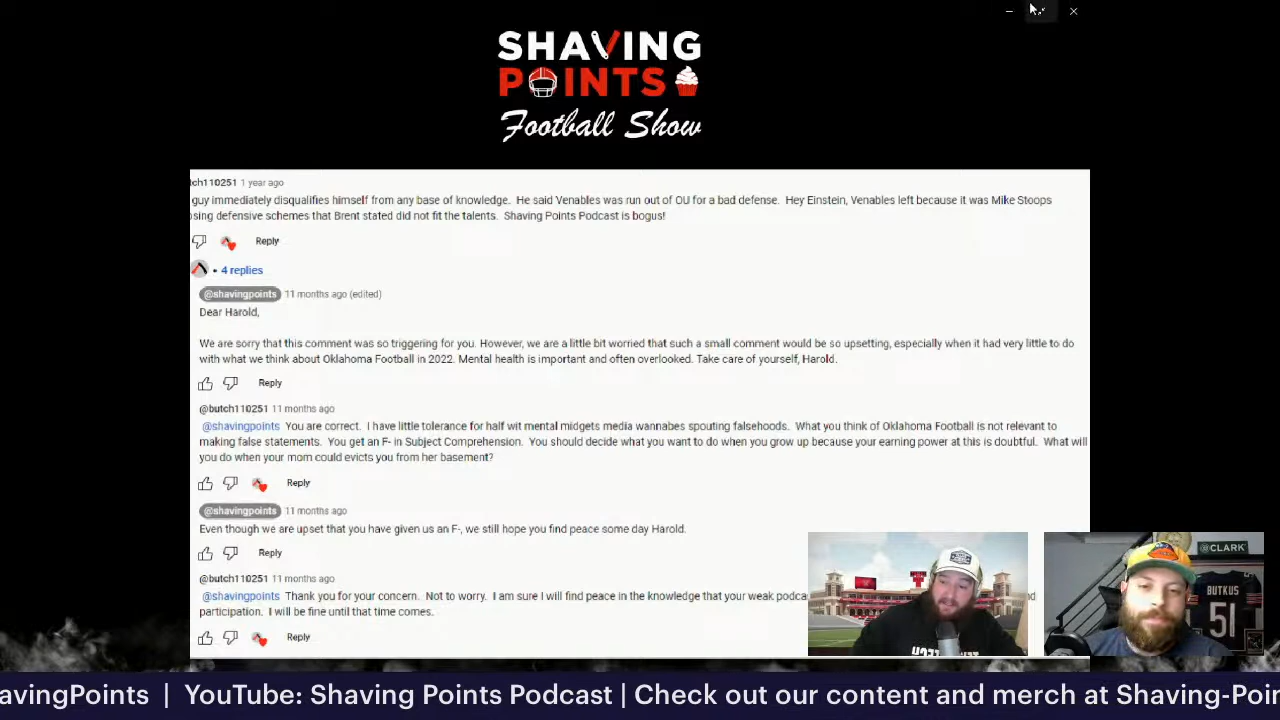 SHAVING
POINTS
Football Show
ch110251 1 year ago
guy immediately disqualifies himself from any base of knowledge. He said Venables was run out of OU for a bad defense. Hey Einstein, Venables left because it was Mike Stoops
osing defensive schemes that Brent stated did not fit the talents. Shaving Points Podcast is bogus!
Reply
• 4 replies
@shavingpoints 11 months ago (edited)
Dear Harold,
We are sorry that this comment was so triggering for you. However, we are a little bit worried that such a small comment would be so upsetting, especially when it had very little to do
with what we think about Oklahoma Football in 2022. Mental health is important and often overlooked. Take care of yourself, Harold.
Reply
@butch110251 11 months ago
@shavingpoints You are correct. I have little tolerance for half wit mental midgets media wannabes spouting falsehoods. What you think of Oklahoma Football is not relevant to
making false statements. You get an F- in Subject Comprehension. You should decide what you want to do when you grow up because your earning power at this is doubtful. What will
you do when your mom could evicts you from her basement?
Reply
@shavingpoints 11 months ago
Even though we are upset that you have given us an F-, we still hope you find peace some day Harold.
Reply
@butch110251 11 months ago
@shavingpoints Thank you for your concern. Not to worry. I am sure I will find peace in the knowledge that your weak podca
participation. I will be fine until that time comes.
Reply
@CLARK
BUTKUS
51
avingPoints | YouTube: Shaving Points Podcast | Check out our content and merch at Shaving-Poi